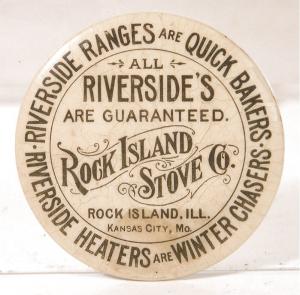 RIVERSIDE RANGES ARE QUICK BAKERS
RIVERSIDE HEATERS ARE WINTER CHASERS
ALL
RIVERSIDE'S
ARE GUARANTEED.
ROCK ISLAND
STOVE CO.
ROCK ISLAND, ILL.
KANSAS CITY, MO.